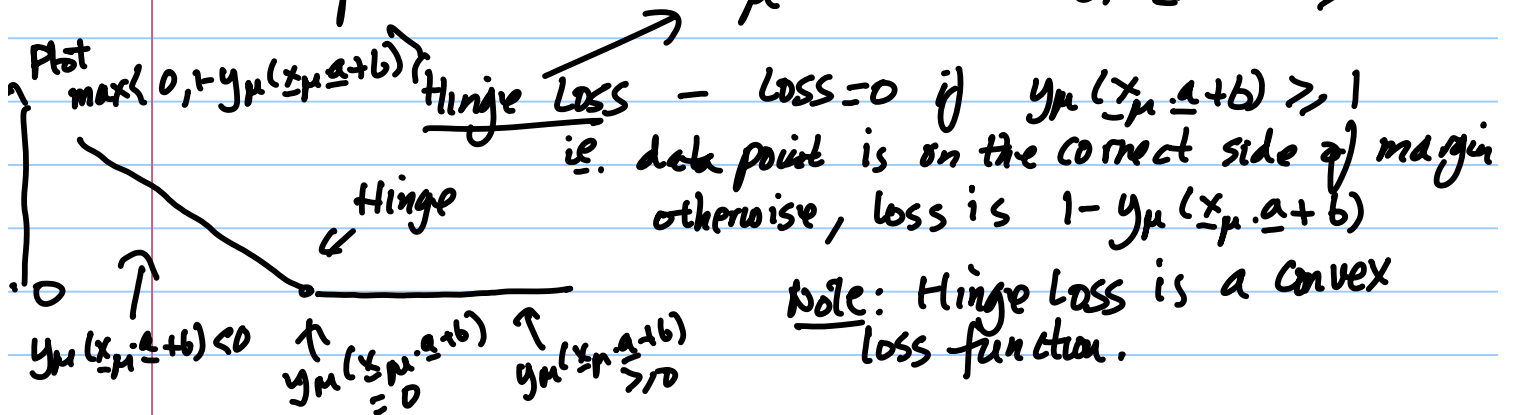 Plot
max{ 0, 1-yμ(xμ a+b) }
Hinge Loss - Loss=0 if yμ (xμ . a+b) ≥ 1
ie. data point is on the correct side of margin
otherwise, loss is 1- yμ (xμ . a+ b)
Hinge
Note: Hinge Loss is a convex
loss function.
0
yμ (xμ . a+b) <0
yμ (xμ . a+b)
= 0
yμ (xμ . a+b)
≥0